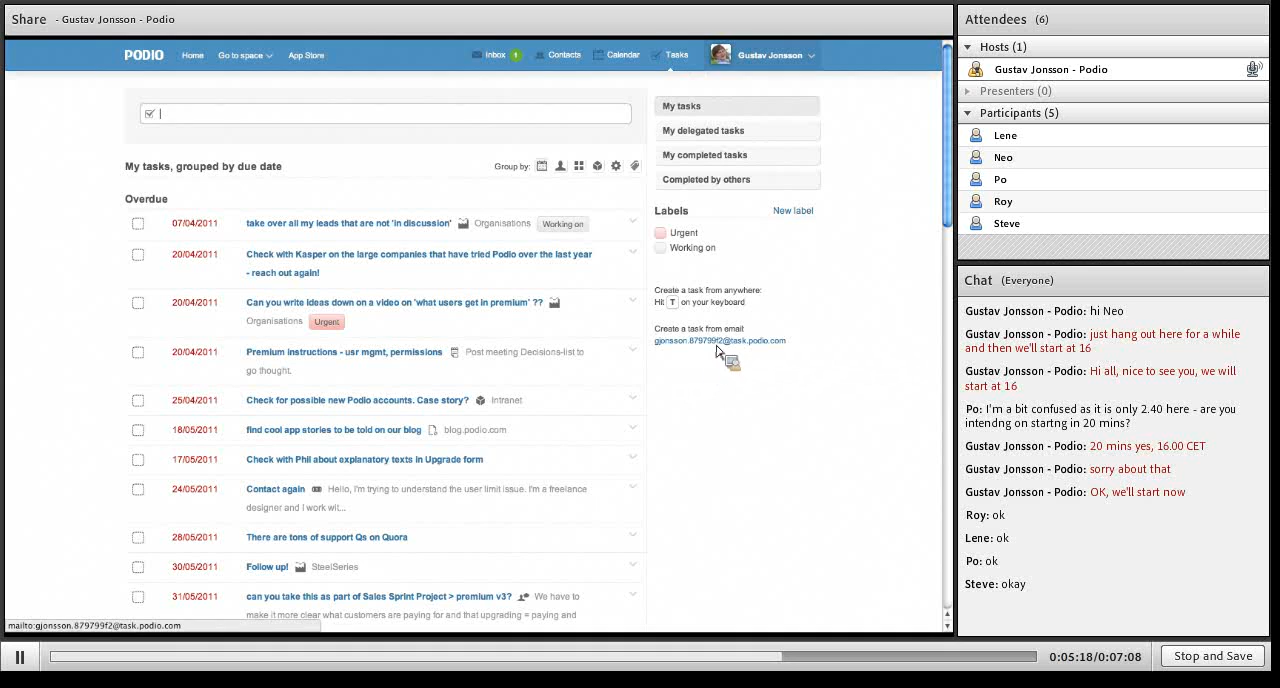 Share - Gustav Jonsson - Podio
PODIO Home Go to space App Store Inbox 1 Contacts Calendar Tasks Gustav Jonsson
My tasks, grouped by due date Group by:
Overdue
07/04/2011 take over all my leads that are not 'in discussion' Organisations Working on
20/04/2011 Check with Kasper on the large companies that have tried Podio over the last year
- reach out again!
20/04/2011 Can you write ideas down on a video on 'what users get in premium' ??
Organisations Urgent
20/04/2011 Premium instructions - usr mgmt, permissions Post meeting Decisions-list to
go thought.
25/04/2011 Check for possible new Podio accounts. Case story? Intranet
18/05/2011 find cool app stories to be told on our blog blog.podio.com
17/05/2011 Check with Phil about explanatory texts in Upgrade form
24/05/2011 Contact again Hello, I'm trying to understand the user limit issue. I'm a freelance
designer and I work wit...
28/05/2011 There are tons of support Qs on Quora
30/05/2011 Follow up! SteelSeries
31/05/2011 can you take this as part of Sales Sprint Project > premium v3? We have to
make it more clear what customers are paying for and that upgrading = paying and
My tasks
My delegated tasks
My completed tasks
Completed by others
Labels New label
Urgent
Working on
Create a task from anywhere:
Hit T on your keyboard
Create a task from email
gjonsson.879799f2@task.podio.com
mailto:gjonsson.879799f2@task.podio.com
Attendees (6)
Hosts (1)
Gustav Jonsson - Podio
Presenters (0)
Participants (5)
Lene
Neo
Po
Roy
Steve
Chat (Everyone)
Gustav Jonsson - Podio: hi Neo
Gustav Jonsson - Podio: just hang out here for a while
and then we'll start at 16
Gustav Jonsson - Podio: Hi all, nice to see you, we will
start at 16
Po: I'm a bit confused as it is only 2.40 here - are you
intendng on startng in 20 mins?
Gustav Jonsson - Podio: 20 mins yes, 16.00 CET
Gustav Jonsson - Podio: sorry about that
Gustav Jonsson - Podio: OK, we'll start now
Roy: ok
Lene: ok
Po: ok
Steve: okay
0:05:18/0:07:08 Stop and Save